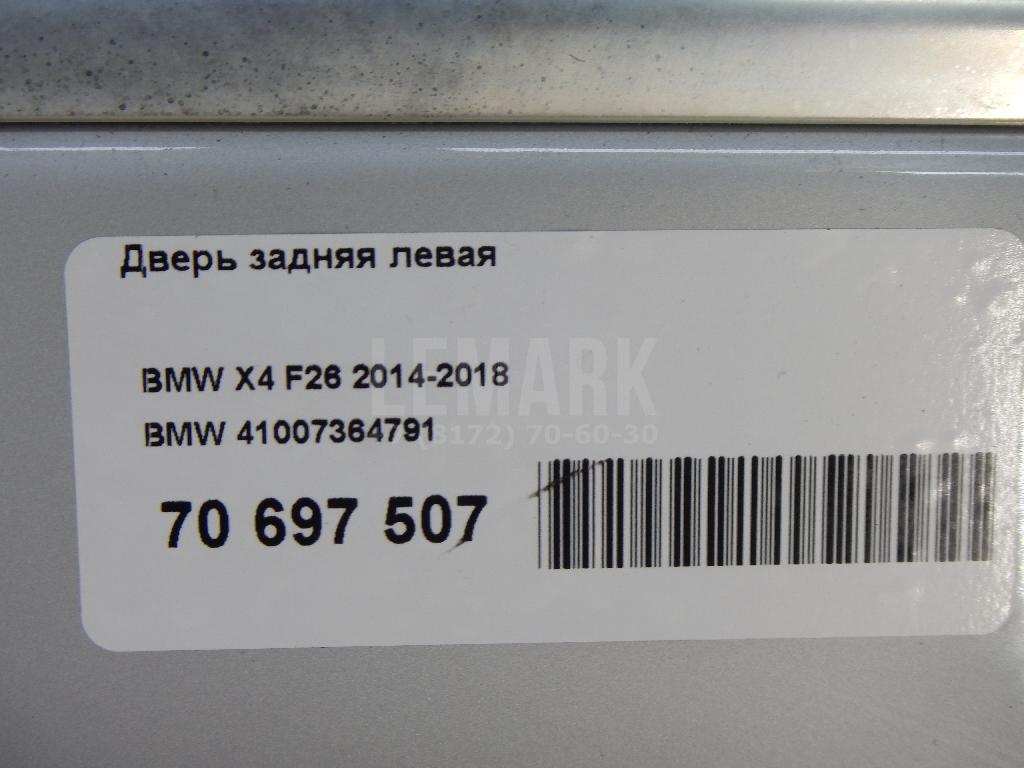 Дверь задняя левая
BMW X4 F26 2014-2018
LEMARK
BMW 41007364791
(8172) 70-60-30
70 697 507